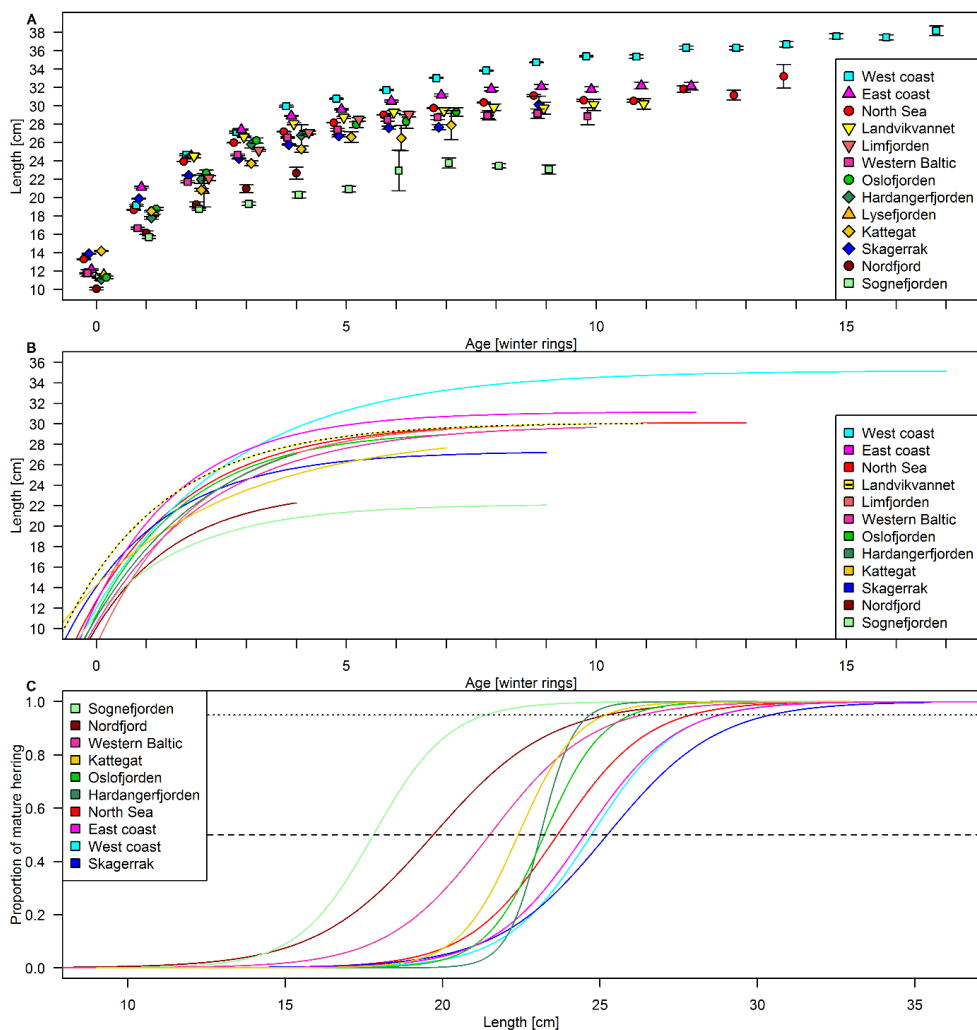 A
Length [cm]
38
36
34
32
30
28
26
24
22
20
18
16
14
12
10
West coast
East coast
North Sea
Landvikvannet
Limfjorden
Western Baltic
Oslofjorden
Hardangerfjorden
Lysefjorden
Kattegat
Skagerrak
Nordfjord
Sognefjorden
0 5 10 15
Age [winter rings]
B
Length [cm]
36
34
32
30
28
26
24
22
20
18
16
14
12
10
West coast
East coast
North Sea
Landvikvannet
Limfjorden
Western Baltic
Oslofjorden
Hardangerfjorden
Kattegat
Skagerrak
Nordfjord
Sognefjorden
0 5 10 15
Age [winter rings]
C
Proportion of mature herring
1.0
0.8
0.6
0.4
0.2
0.0
Sognefjorden
Nordfjord
Western Baltic
Kattegat
Oslofjorden
Hardangerfjorden
North Sea
East coast
West coast
Skagerrak
10 15 20 25 30 35
Length [cm]